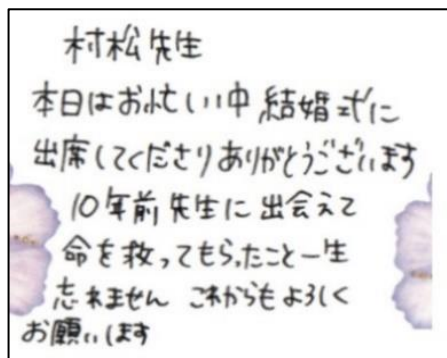 村松先生
本日はお忙しい中 結婚式に
出席してくださりありがとうございます
10年前 先生に出会えて
命を救ってもらったこと一生
忘れません これからもよろしく
お願いします